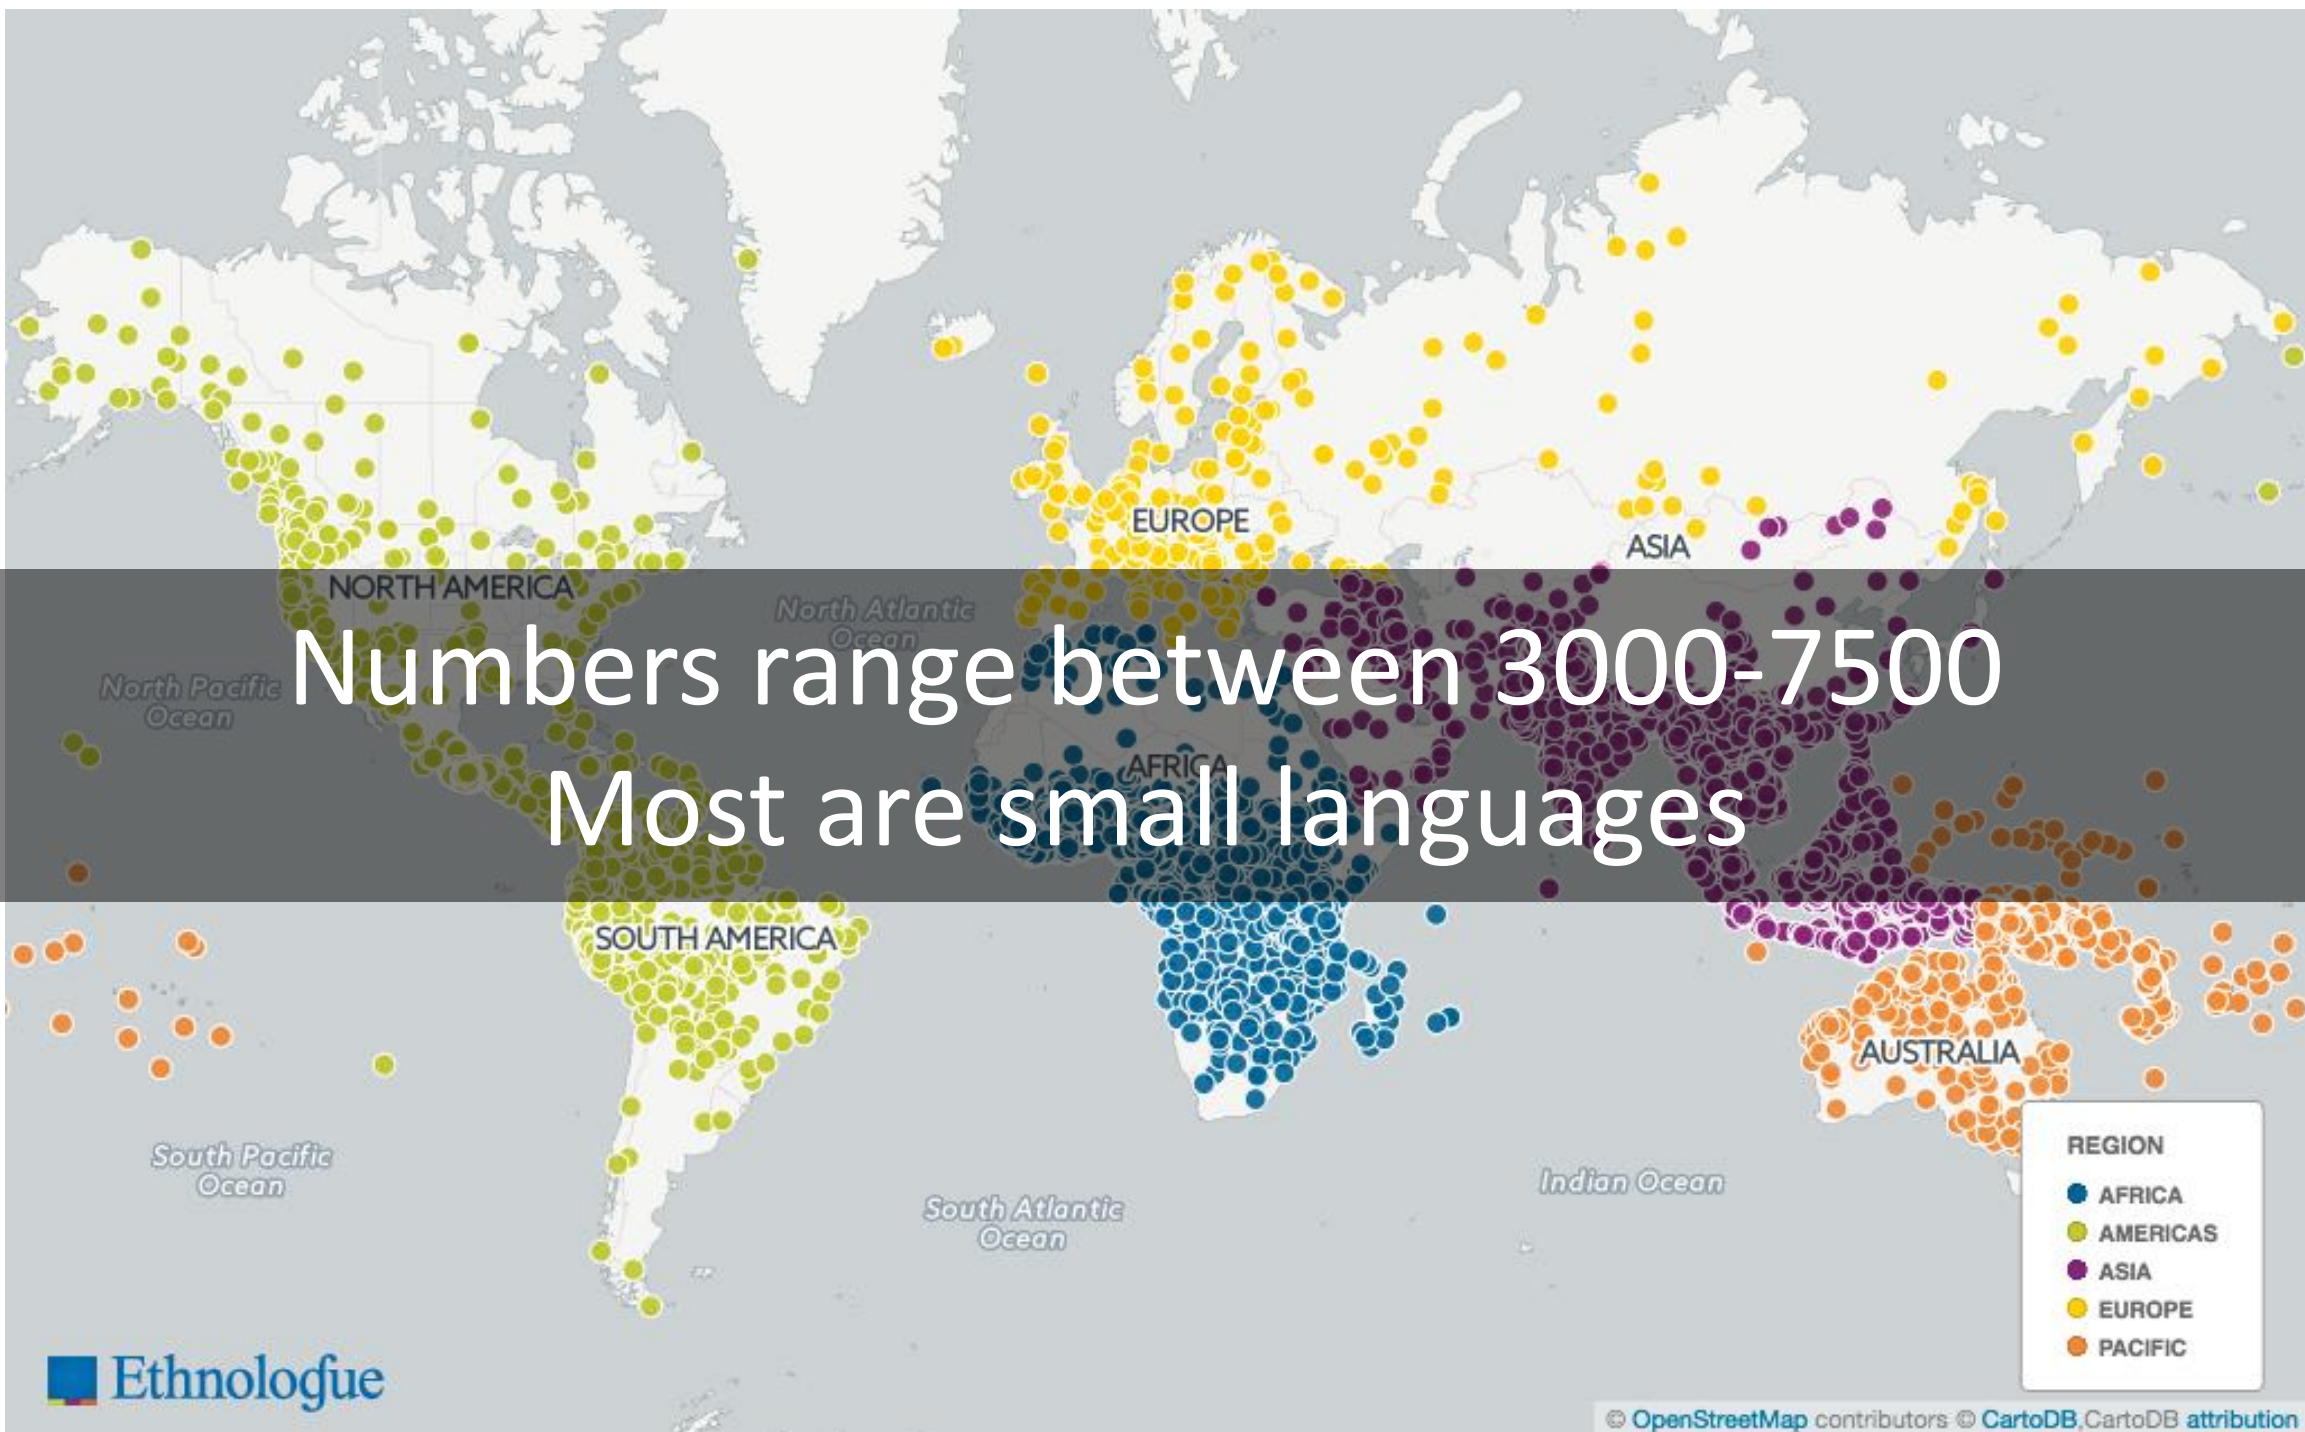 EUROPE
ASIA
NORTH AMERICA
North Atlantic
Ocean
Numbers range between 3000-7500
North Pacific
Ocean
AFRICA
Most are small languages
SOUTH AMERICA
AUSTRALIA
South Pacific
Ocean
South Atlantic
Ocean
Indian Ocean
REGION
AFRICA
AMERICAS
ASIA
EUROPE
PACIFIC
Ethnologue
© OpenStreetMap contributors © CartoDB,CartoDB attribution